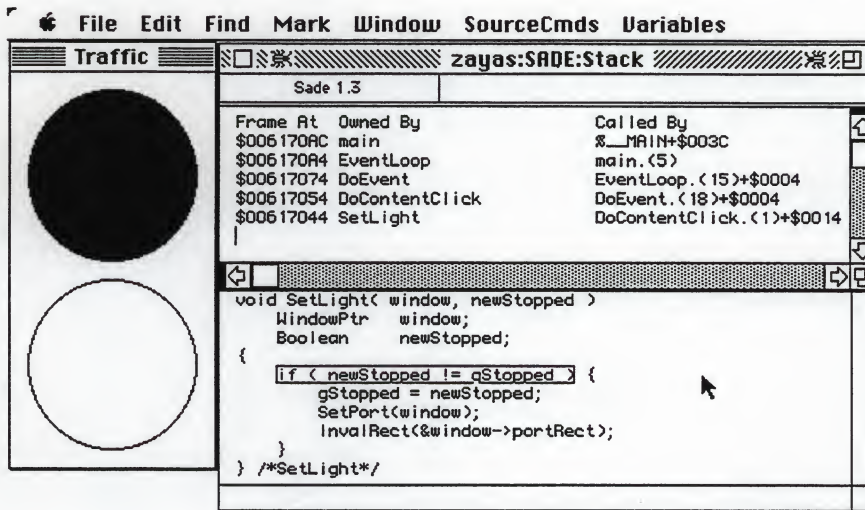 File Edit Find Mark Window SourceCmds Variables
Traffic
zayas:SADE:Stack
Sade 1.3
Frame At Owned By Called By
$006170AC main %__MAIN+$003C
$006170A4 EventLoop main.(5)
$00617074 DoEvent EventLoop.(15)+$0004
$00617054 DoContentClick DoEvent.(18)+$0004
$00617044 SetLight DoContentClick.(1)+$0014
void SetLight( window, newStopped )
WindowPtr window;
Boolean newStopped;
{
if ( newStopped != gStopped ) {
gStopped = newStopped;
SetPort(window);
InvalRect(&window->portRect);
}
} /*SetLight*/